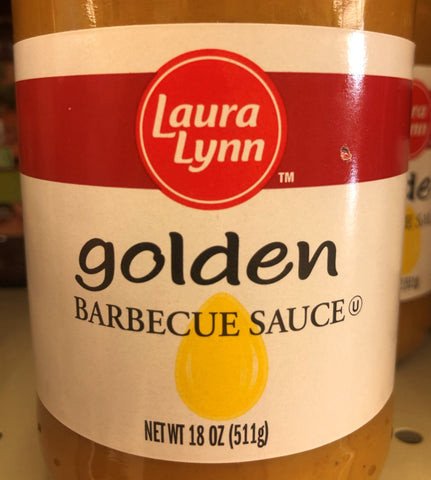 Laura
Lynn
TM
golden
BARBECUE SAUCE Ⓤ
NET WT 18 OZ (511g)